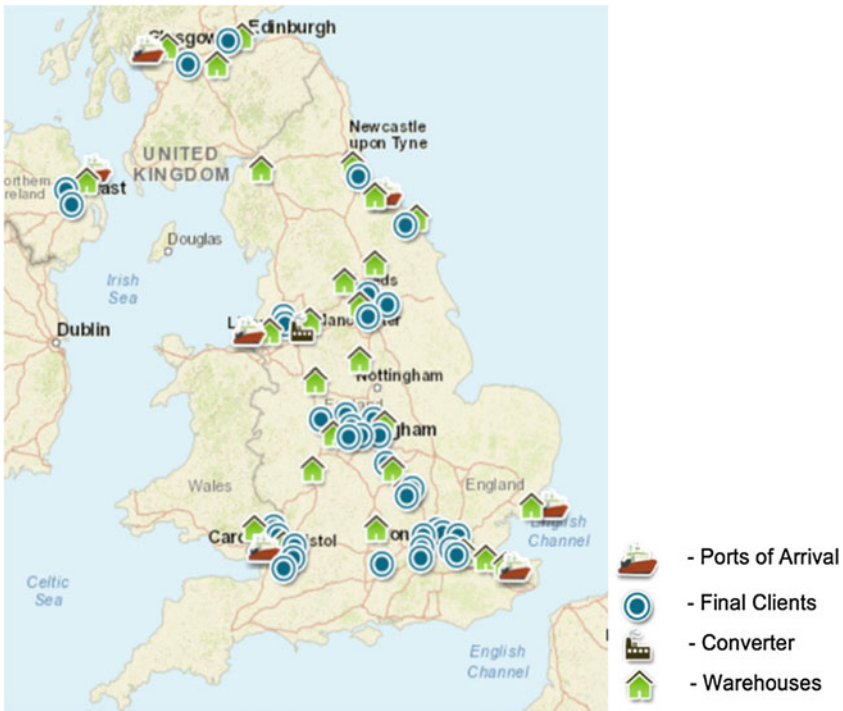 Edinburgh
Newcastle
upon Tyne
UNITED
KINGDOM
Douglas
Irish
Sea
Dublin
Nottingham
England
Wales
England
English
Channel
Celtic
Sea
English
Channel
- Ports of Arrival
- Final Clients
- Converter
- Warehouses